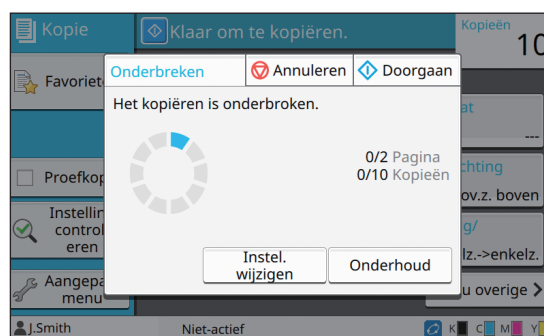 Kopie
Klaar om te kopiëren.
Kopieën
10
Favoriet
Onderbreken
Annuleren
Doorgaan
Het kopiëren is onderbroken.
at
---
0/2 Pagina
0/10 Kopieën
chting
ov.z. boven
Proefkop
Instellin
control
eren
g/
lz.->enkelz.
Instel.
wijzigen
Onderhoud
Aangepa
menu
u overige
J.Smith
Niet-actief
K C M Y